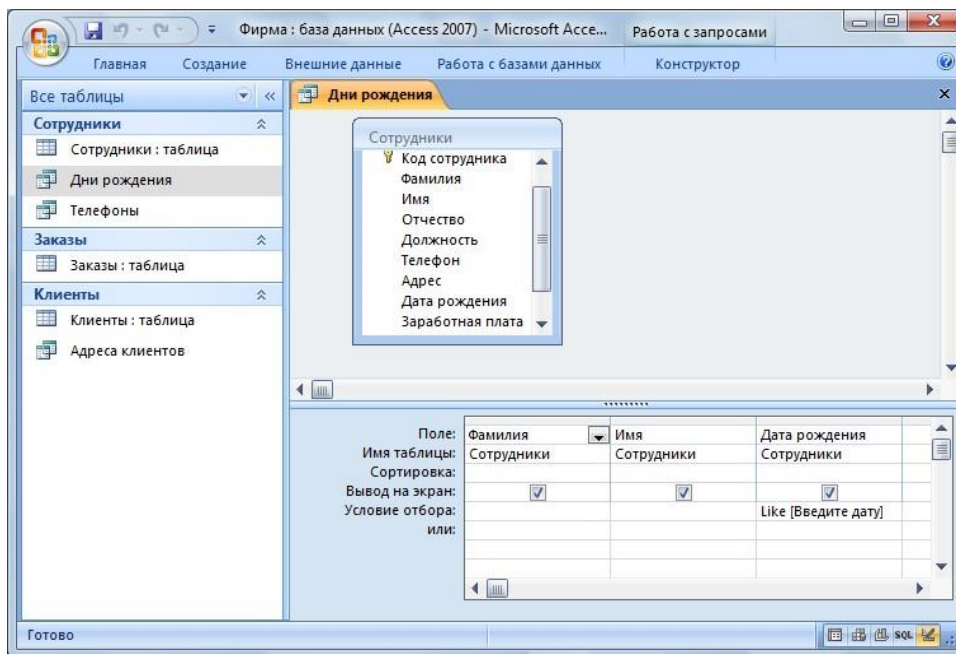 Фирма : база данных (Access 2007) - Microsoft Acce...
Работа с запросами
Главная
Создание
Внешние данные
Работа с базами данных
Конструктор
Все таблицы
Дни рождения
Сотрудники
Сотрудники : таблица
Дни рождения
Телефоны
Заказы
Заказы : таблица
Клиенты
Клиенты : таблица
Адреса клиентов
Сотрудники
Код сотрудника
Фамилия
Имя
Отчество
Должность
Телефон
Адрес
Дата рождения
Заработная плата
Поле: Фамилия Имя Дата рождения
Имя таблицы: Сотрудники Сотрудники Сотрудники
Сортировка:
Вывод на экран:
Условие отбора: Like [Введите дату]
или:
Готово
SQL